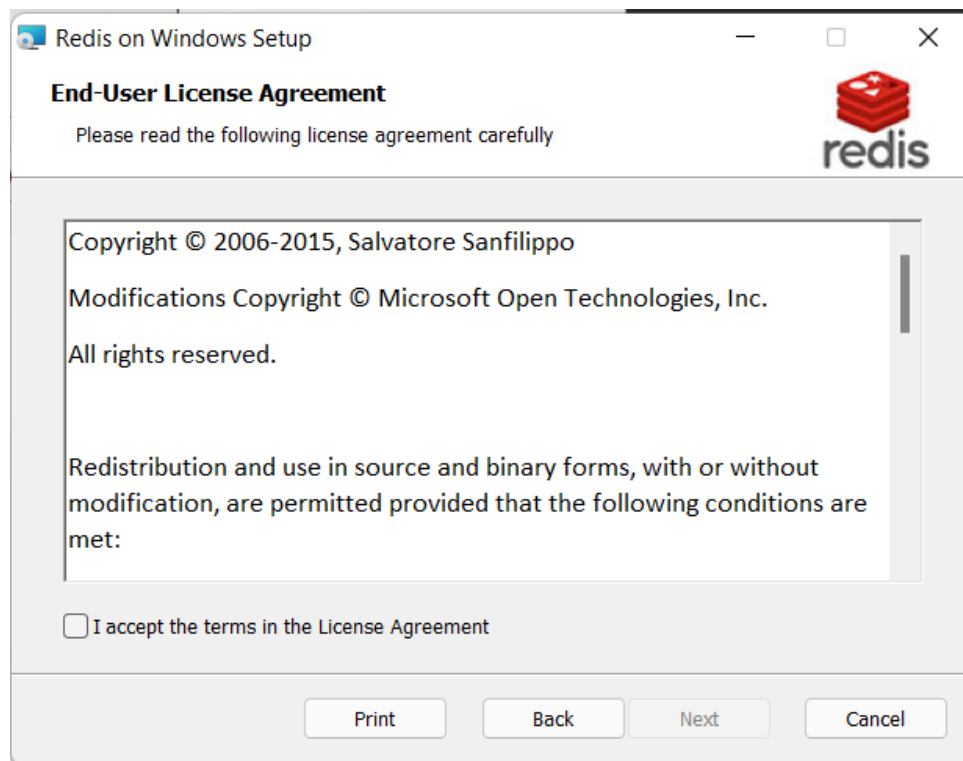 Redis on Windows Setup
End-User License Agreement
Please read the following license agreement carefully
redis
Copyright © 2006-2015, Salvatore Sanfilippo
Modifications Copyright © Microsoft Open Technologies, Inc.
All rights reserved.
Redistribution and use in source and binary forms, with or without
modification, are permitted provided that the following conditions are
met:
I accept the terms in the License Agreement
Print Back Next Cancel